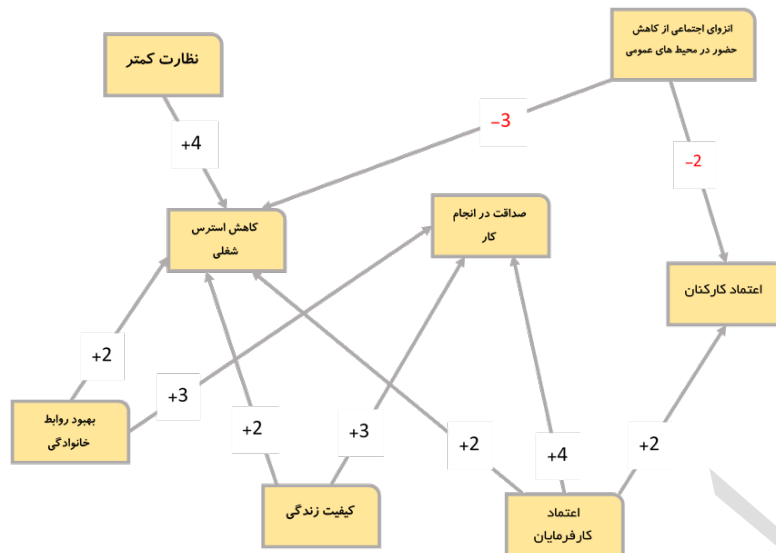 انزوای اجتماعی از کاهش
حضور در محیط های عمومی
نظارت کمتر
−3
+4
−2
صداقت در انجام
کار
کاهش استرس
شغلی
اعتماد کارکنان
+2
+3
بهبود روابط
خانوادگی
+2
+3
+2
+4
+2
کیفیت زندگی
اعتماد
کارفرمایان